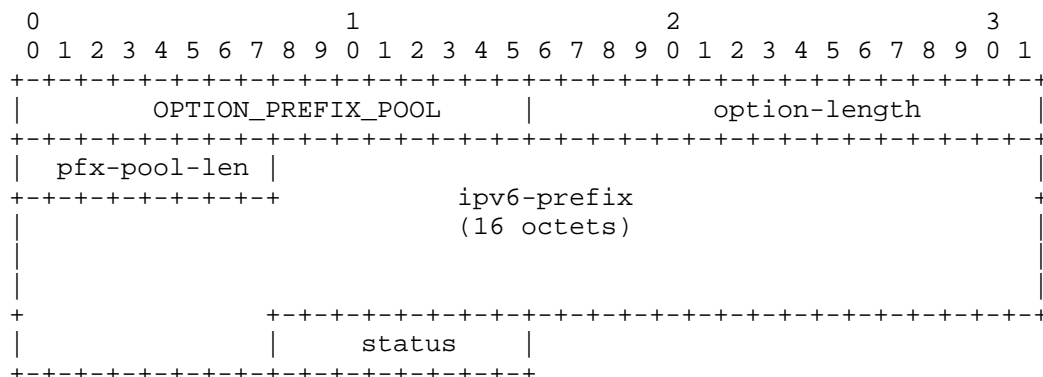 0                   1                   2                   3
0 1 2 3 4 5 6 7 8 9 0 1 2 3 4 5 6 7 8 9 0 1 2 3 4 5 6 7 8 9 0 1
+-+-+-+-+-+-+-+-+-+-+-+-+-+-+-+-+-+-+-+-+-+-+-+-+-+-+-+-+-+-+-+-+
|       OPTION_PREFIX_POOL      |         option-length         |
+-+-+-+-+-+-+-+-+-+-+-+-+-+-+-+-+-+-+-+-+-+-+-+-+-+-+-+-+-+-+-+-+
|  pfx-pool-len |                                               |
+-+-+-+-+-+-+-+-+           ipv6-prefix                         +
|                           (16 octets)                         |
|                                                               |
|                                                               |
+               +-+-+-+-+-+-+-+-+-+-+-+-+-+-+-+-+-+-+-+-+-+-+-+-+
|               |     status    |
+-+-+-+-+-+-+-+-+-+-+-+-+-+-+-+-+